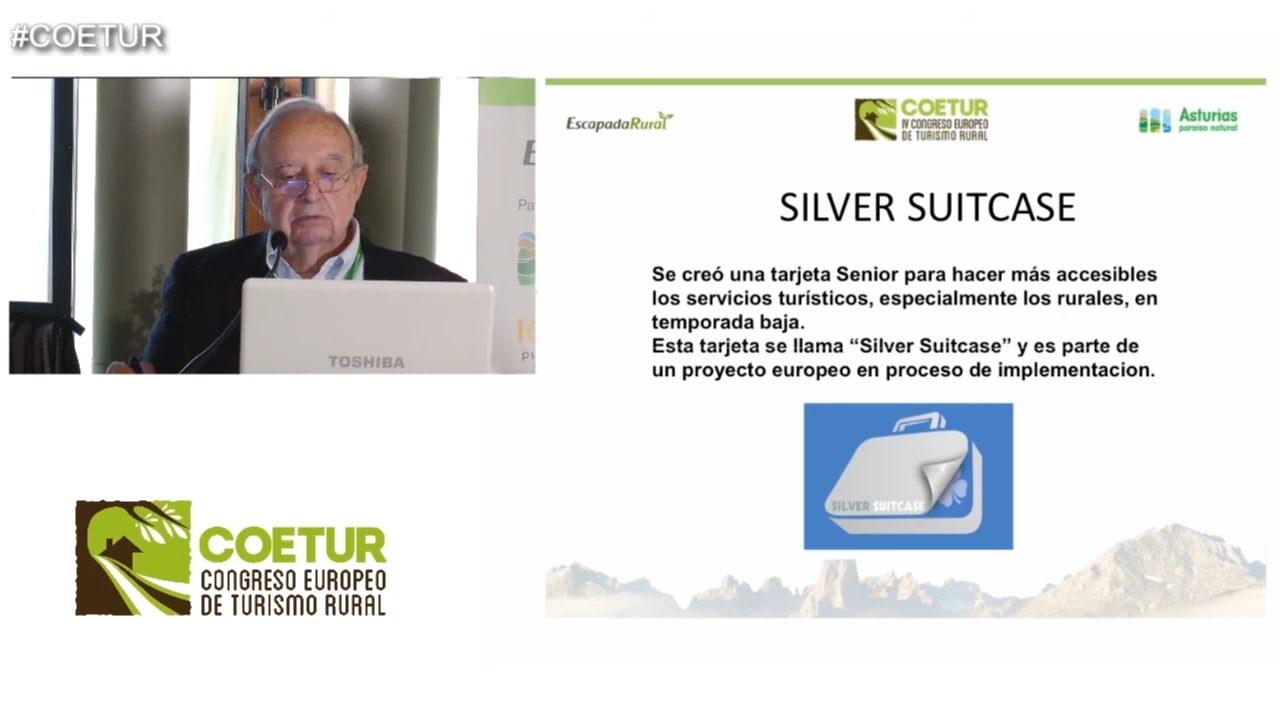 #COETUR
EscapadaRural
COETUR
IV CONGRESO EUROPEO
DE TURISMO RURAL
Asturias
paraíso natural
SILVER SUITCASE
Se creó una tarjeta Senior para hacer más accesibles
los servicios turísticos, especialmente los rurales, en
temporada baja.
Esta tarjeta se llama “Silver Suitcase” y es parte de
un proyecto europeo en proceso de implementacion.
SILVER SUITCASE
TOSHIBA
COETUR
CONGRESO EUROPEO
DE TURISMO RURAL